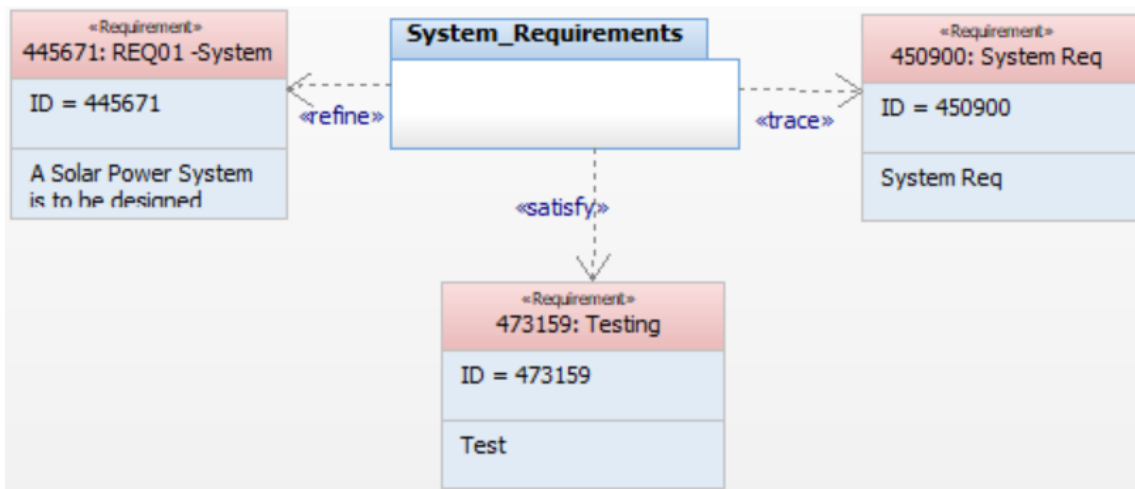 «Requirement»
445671: REQ01 -System
ID = 445671
A Solar Power System
is to be designed
«refine»
System_Requirements
«satisfy»
«trace»
«Requirement»
450900: System Req
ID = 450900
System Req
«Requirement»
473159: Testing
ID = 473159
Test